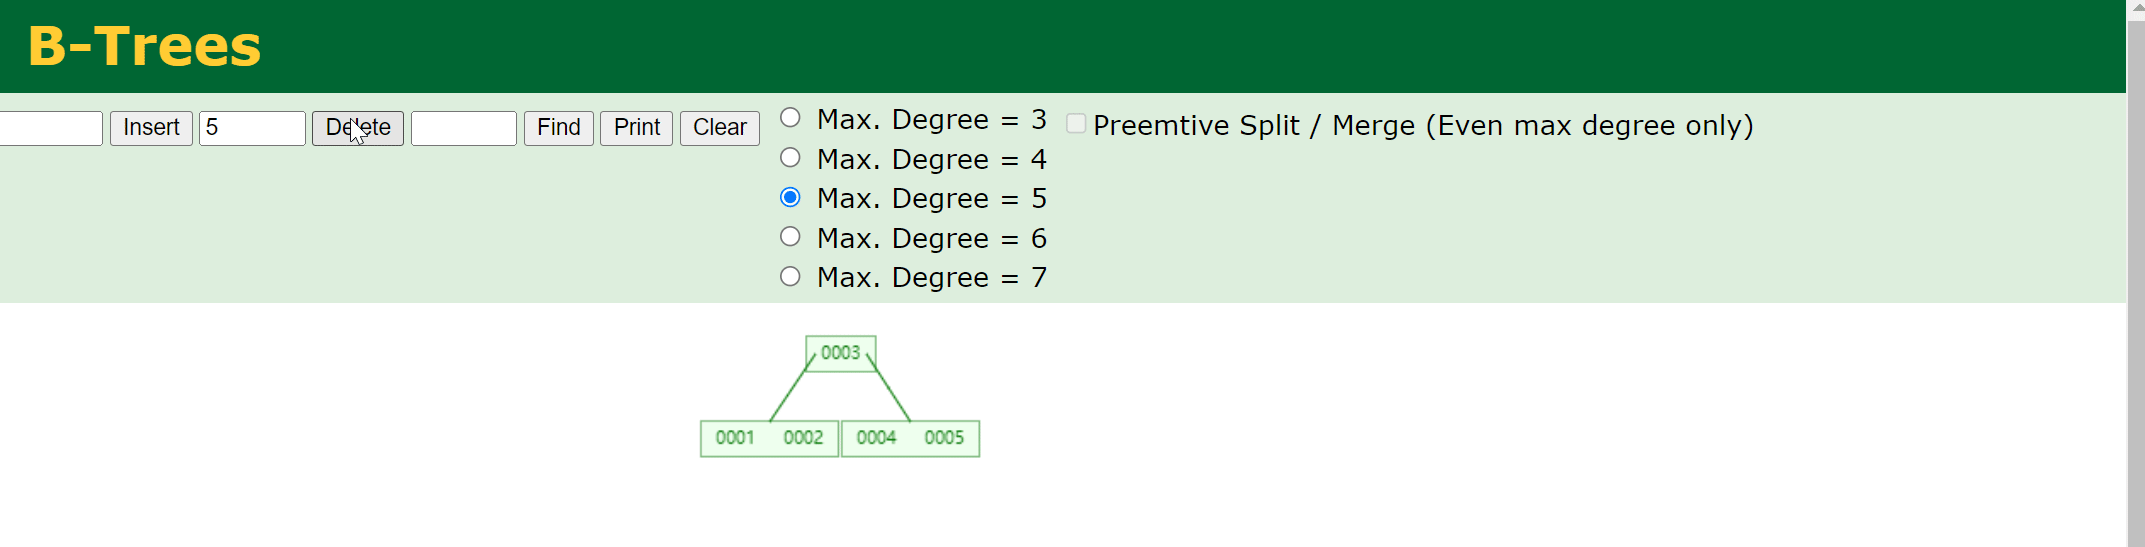 B-Trees
Insert 5 Delete Find Print Clear
Max. Degree = 3
Max. Degree = 4
Max. Degree = 5
Max. Degree = 6
Max. Degree = 7
Preemtive Split / Merge (Even max degree only)
0003
0001 0002 0004 0005